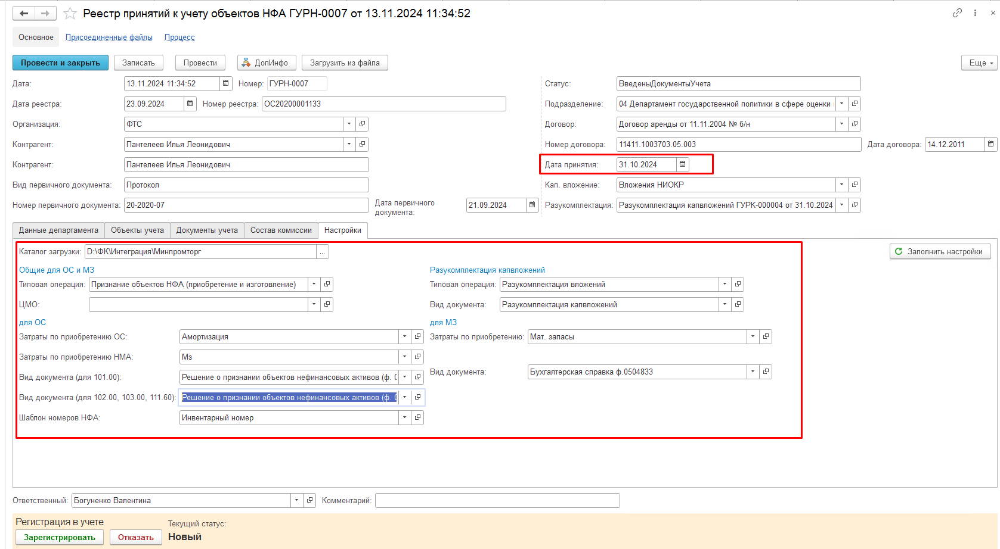 Реестр принятий к учету объектов НФА ГУРН-0007 от 13.11.2024 11:34:52
Основное Присоединенные файлы Процесс
Провести и закрыть Записать Провести ДопИнфо Загрузить из файла Еще
Дата: 13.11.2024 11:34:52 Номер: ГУРН-0007 Статус: ВведеныДокументыУчета
Дата реестра: 23.09.2024 Номер реестра: ОС20200001133 Подразделение: 04 Департамент государственной политики в сфере оценки
Организация: ФТС Договор: Договор аренды от 11.11.2004 № б/н
Контрагент: Пантелеев Илья Леонидович Номер договора: 11411.1003703.05.003 Дата договора: 14.12.2011
Контрагент: Пантелеев Илья Леонидович Дата принятия: 31.10.2024
Вид первичного документа: Протокол Кап. вложение: Вложения НИОКР
Номер первичного документа: 20-2020-07 Дата первичного документа: 21.09.2024 Разукомплектация: Разукомплектация капвложений ГУРК-000004 от 31.10.2024
Данные департамента Объекты учета Документы учета Состав комиссии Настройки
Каталог загрузки: D:\ФК\Интеграция\Минпромторг ... Заполнить настройки
Общие для ОС и МЗ Разукомплектация капвложений
Типовая операция: Признание объектов НФА (приобретение и изготовление) Типовая операция: Разукомплектация вложений
ЦМО: Вид документа: Разукомплектация капвложений
для ОС для МЗ
Затраты по приобретению ОС: Амортизация Затраты по приобретению: Мат. запасы
Затраты по приобретению НМА: Мз
Вид документа (для 101.00): Решение о признании объектов нефинансовых активов (ф. 0 Вид документа: Бухгалтерская справка ф.0504833
Вид документа (для 102.00, 103.00, 111.60): Решение о признании объектов нефинансовых активов (ф. 0
Шаблон номеров НФА: Инвентарный номер
Ответственный: Богуненко Валентина Комментарий:
Регистрация в учете Текущий статус:
Зарегистрировать Отказать Новый